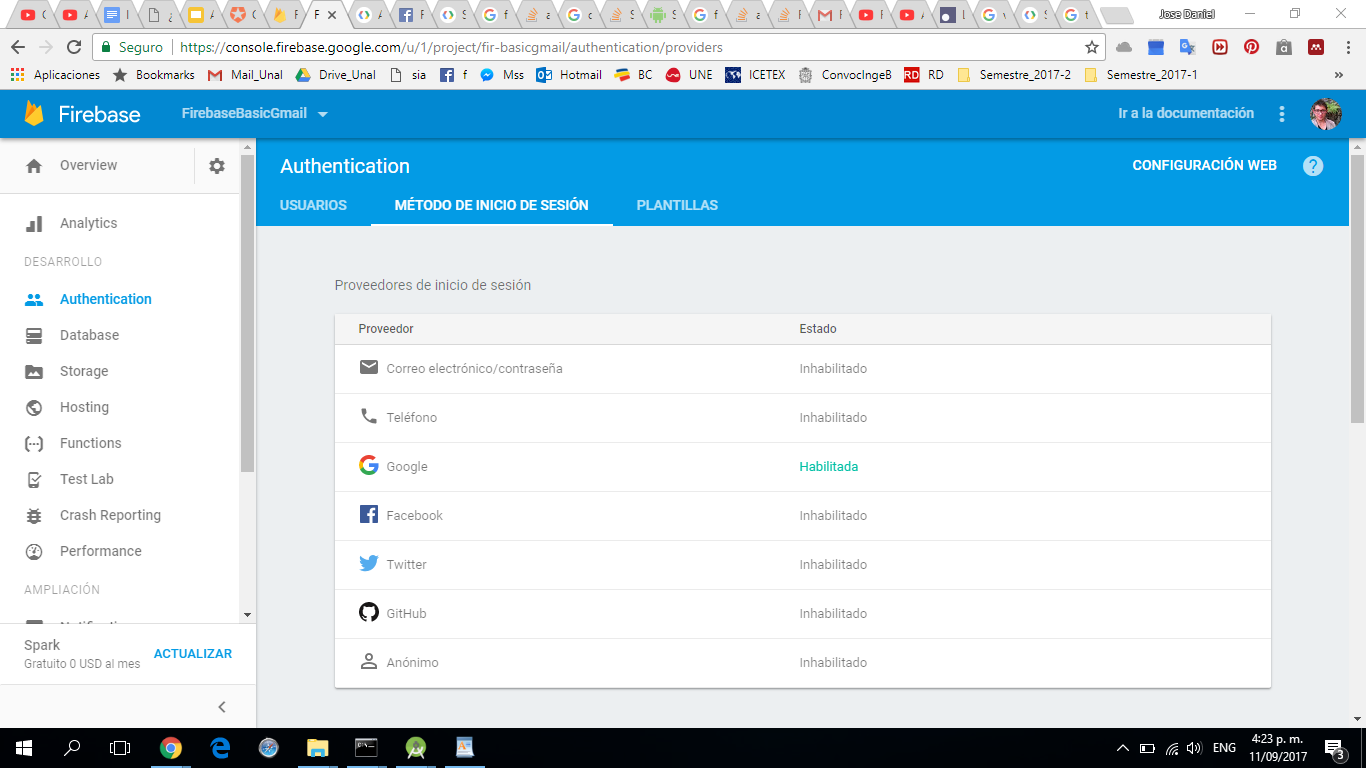 Jose Daniel
Seguro https://console.firebase.google.com/u/1/project/fir-basicgmail/authentication/providers
Aplicaciones Bookmarks Mail_Unal Drive_Unal sia f Mss Hotmail BC UNE ICETEX ConvocIngeB RD RD Semestre_2017-2 Semestre_2017-1 »
Firebase FirebaseBasicGmail Ir a la documentación
Overview
Authentication
CONFIGURACIÓN WEB
USUARIOS MÉTODO DE INICIO DE SESIÓN PLANTILLAS
Analytics
DESARROLLO
Authentication
Database
Storage
Hosting
Functions
Test Lab
Crash Reporting
Performance
AMPLIACIÓN
Spark
Gratuito 0 USD al mes
ACTUALIZAR
Proveedores de inicio de sesión
Proveedor Estado
Correo electrónico/contraseña Inhabilitado
Teléfono Inhabilitado
Google Habilitada
Facebook Inhabilitado
Twitter Inhabilitado
GitHub Inhabilitado
Anónimo Inhabilitado
ENG
4:23 p. m.
11/09/2017
3